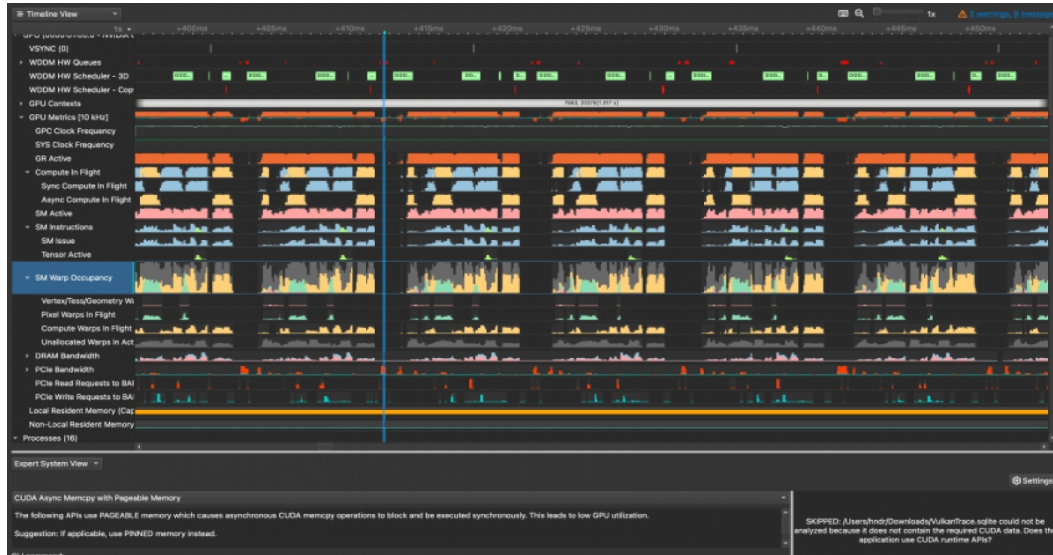 Timeline View
1x
5 warnings, 9 messages
1s
+400ms
+405ms
+410ms
+415ms
+420ms
+425ms
+430ms
+435ms
+440ms
+445ms
+450ms
VSYNC (0)
WDDM HW Queues
WDDM HW Scheduler - 3D
WDDM HW Scheduler - Cop
GPU Contexts
GPU Metrics [10 kHz]
GPC Clock Frequency
SYS Clock Frequency
GR Active
Compute In Flight
Sync Compute In Flight
Async Compute In Flight
SM Active
SM Instructions
SM Issue
Tensor Active
SM Warp Occupancy
Vertex/Tess/Geometry Wa
Pixel Warps In Flight
Compute Warps In Flight
Unallocated Warps in Act
DRAM Bandwidth
PCIe Bandwidth
PCIe Read Requests to BAR
PCIe Write Requests to BAR
Local Resident Memory (Cap
Non-Local Resident Memory
Processes (16)
Expert System View
Settings
CUDA Async Memcpy with Pageable Memory
The following APIs use PAGEABLE memory which causes asynchronous CUDA memcpy operations to block and be executed synchronously. This leads to low GPU utilization.
Suggestion: If applicable, use PINNED memory instead.
SKIPPED: /Users/hndr/Downloads/VulkanTrace.sqlite could not be
analyzed because it does not contain the required CUDA data. Does the
application use CUDA runtime APIs?